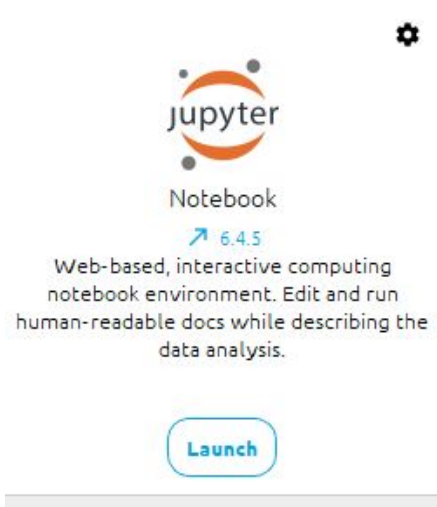 jupyter
Notebook
6.4.5
Web-based, interactive computing
notebook environment. Edit and run
human-readable docs while describing the
data analysis.
Launch